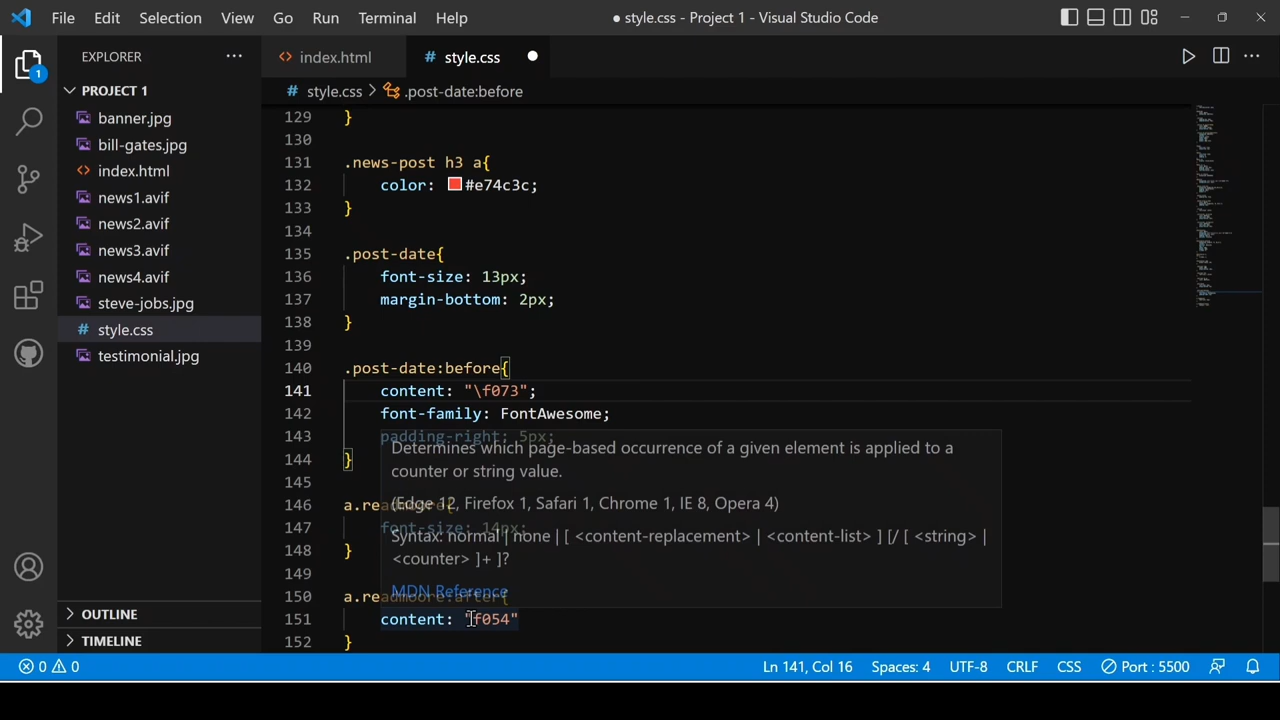 File Edit Selection View Go Run Terminal Help ● style.css - Project 1 - Visual Studio Code
EXPLORER ...
index.html
# style.css
PROJECT 1
# style.css > .post-date:before
banner.jpg
bill-gates.jpg
index.html
news1.avif
news2.avif
news3.avif
news4.avif
steve-jobs.jpg
# style.css
testimonial.jpg
OUTLINE
TIMELINE
1
129 }
130
131 .news-post h3 a{
132 color: #e74c3c;
133 }
134
135 .post-date{
136 font-size: 13px;
137 margin-bottom: 2px;
138 }
139
140 .post-date:before{
141 content: "\f073";
142 font-family: FontAwesome;
143 padding-right: 5px;
144 }
145
146 a.readmoore{
147 font-size: 14px;
148 }
149
150 a.readmoore:after{
151 content: "f054"
152 }
Determines which page-based occurrence of a given element is applied to a
counter or string value.
(Edge 12, Firefox 1, Safari 1, Chrome 1, IE 8, Opera 4)
Syntax: normal | none | [ <content-replacement> | <content-list> ] [/ [ <string> |
<counter> ]+ ]?
MDN Reference
0 0 Ln 141, Col 16 Spaces: 4 UTF-8 CRLF CSS Port : 5500